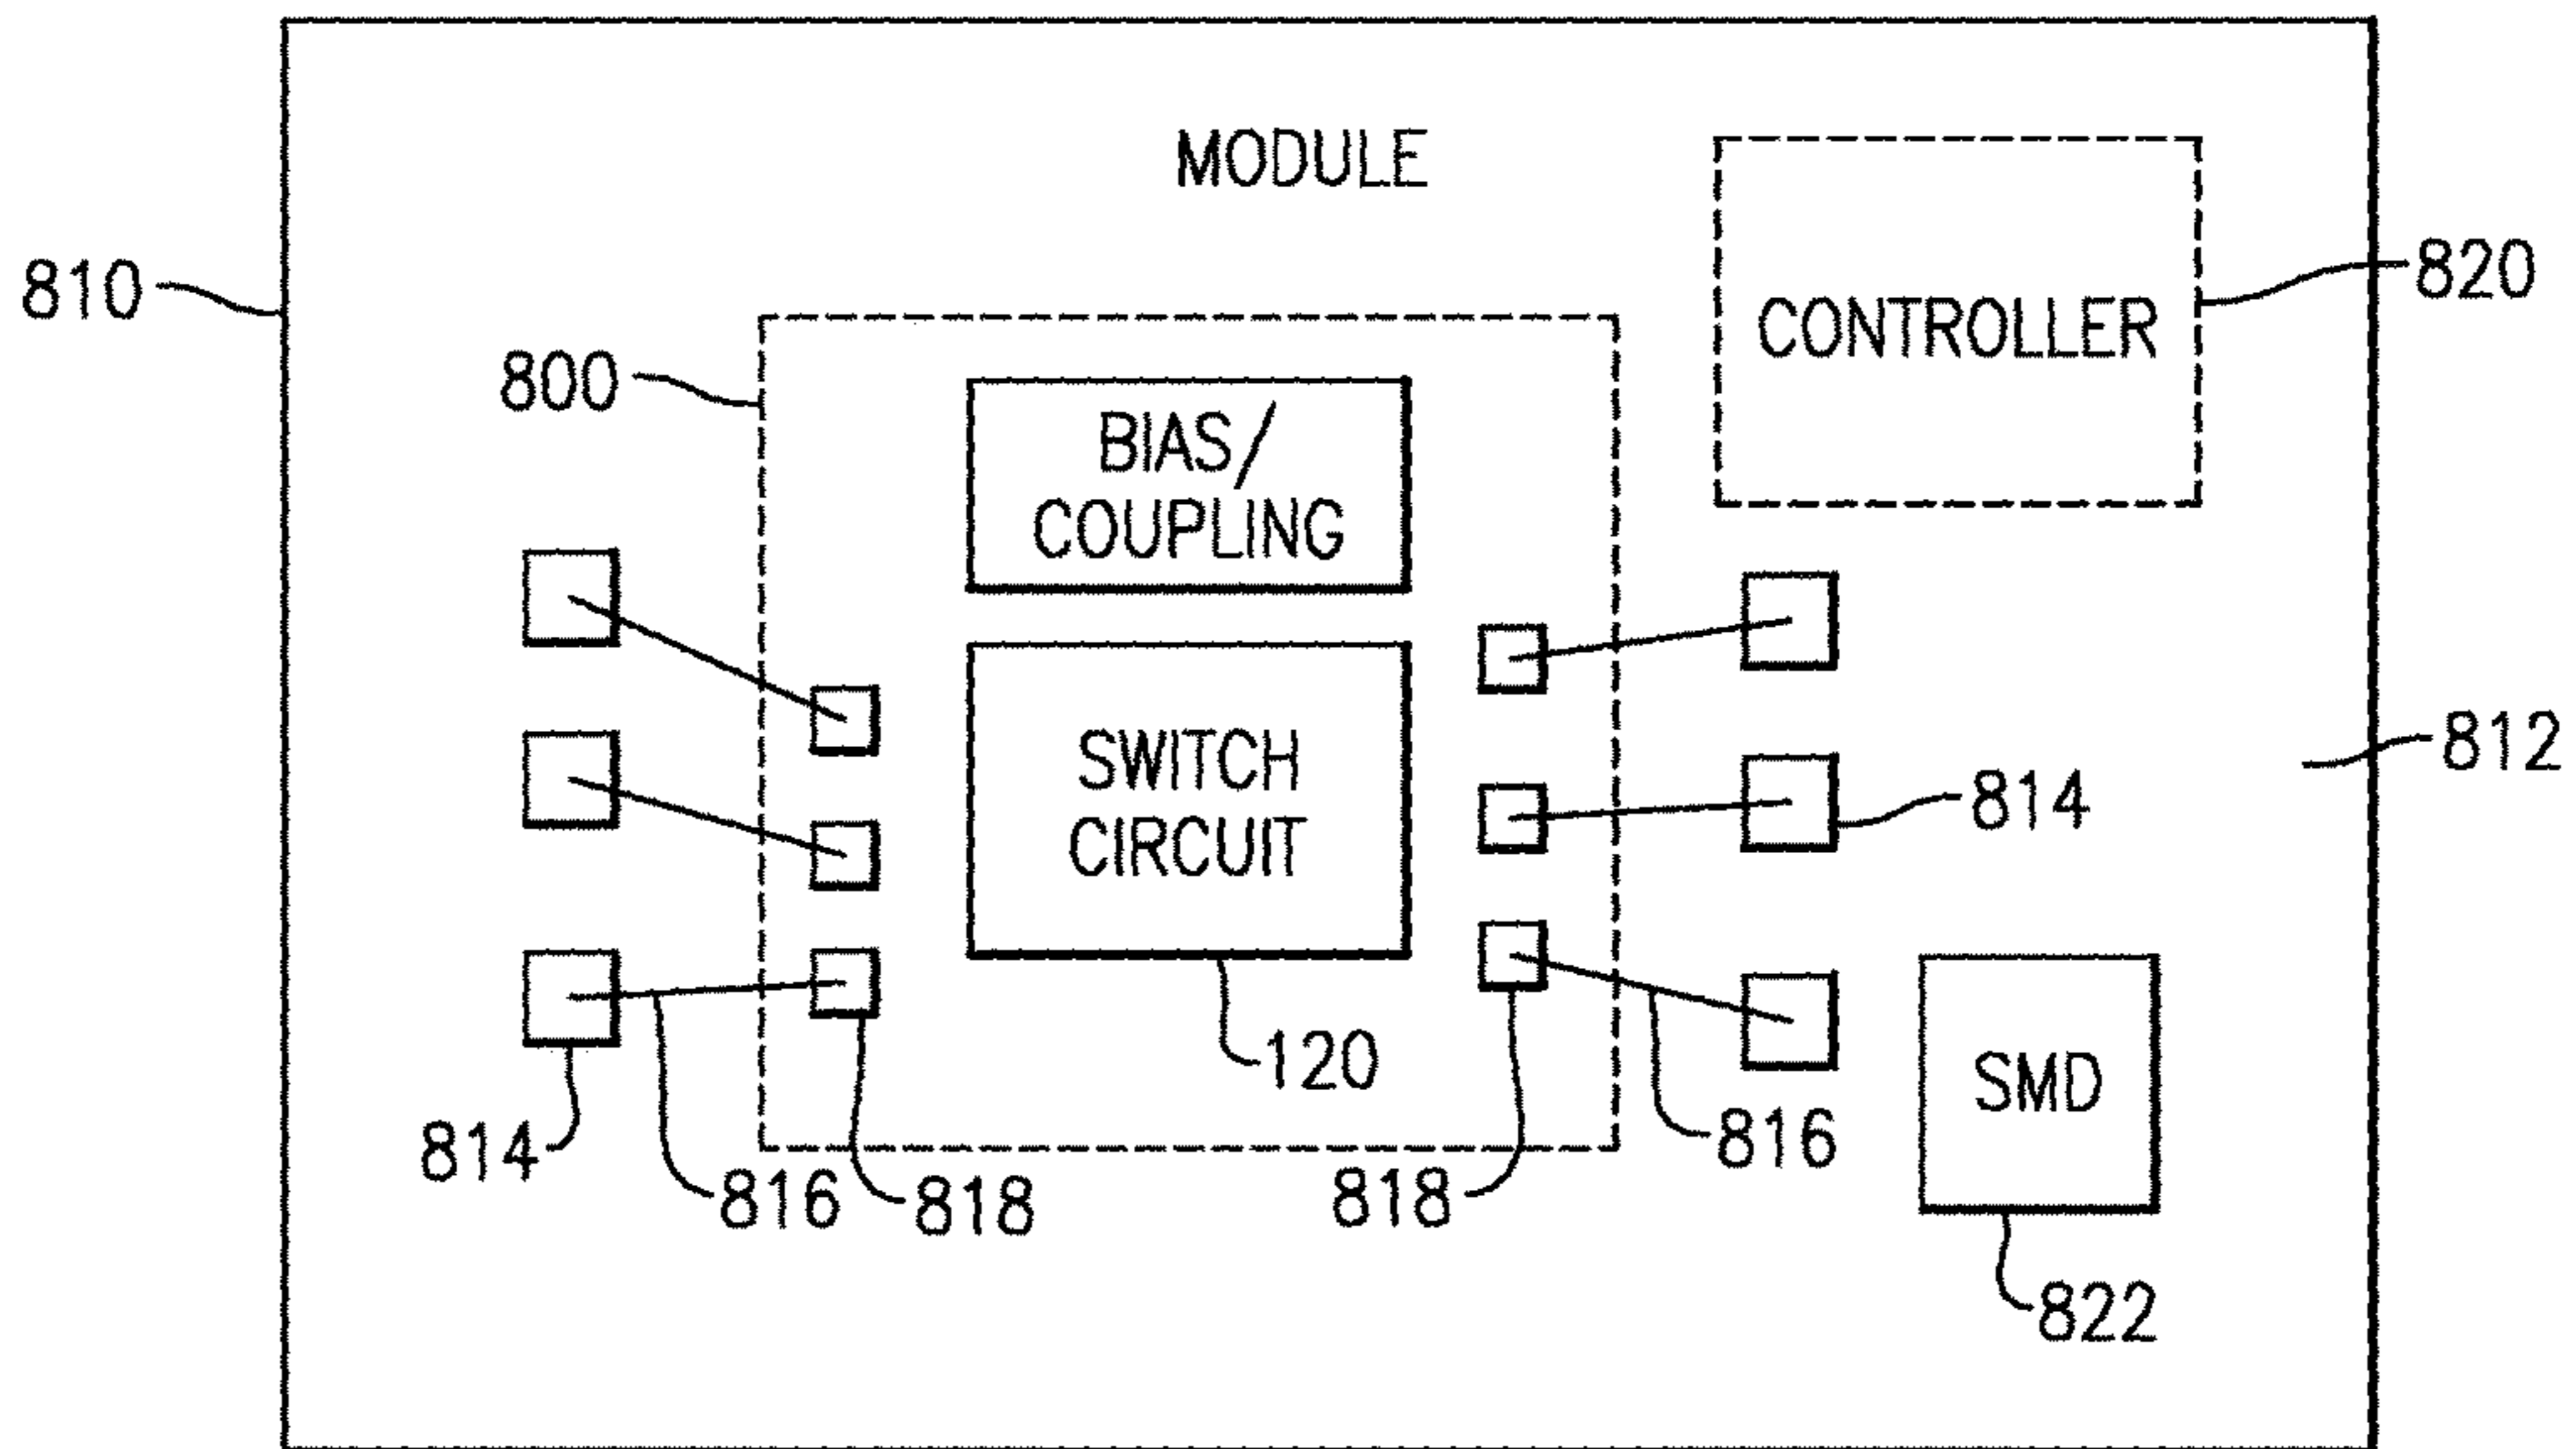 MODULE
810
820
CONTROLLER
800
BIAS/
COUPLING
SWITCH
CIRCUIT
812
814
120
SMD
814
816
818
818
816
822